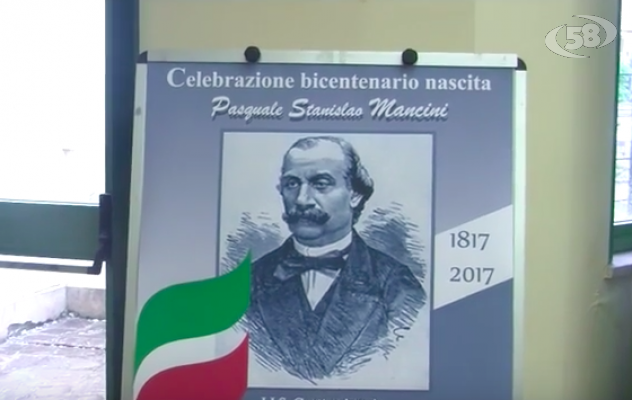 58
Celebrazione bicentenario nascita
Pasquale Stanislao Mancini
1817
2017